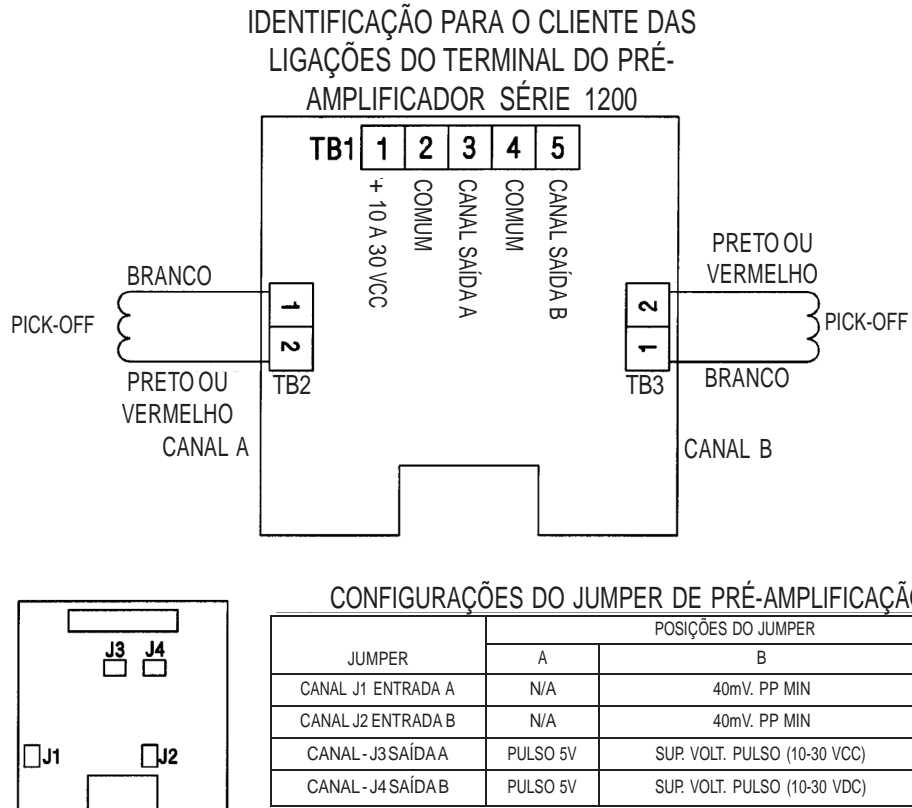 IDENTIFICAÇÃO PARA O CLIENTE DAS
LIGAÇÕES DO TERMINAL DO PRÉ-
AMPLIFICADOR SÉRIE 1200
TB1 1 2 3 4 5
+ 10 A 30 VCC
COMUM
CANAL SAÍDA A
COMUM
CANAL SAÍDA B
BRANCO
PICK-OFF
PRETO OU
VERMELHO
CANAL A
1
2
TB2
PRETO OU
VERMELHO
PICK-OFF
2
1
TB3
BRANCO
CANAL B
J3 J4
J1 J2
CONFIGURAÇÕES DO JUMPER DE PRÉ-AMPLIFICAÇÃO
POSIÇÕES DO JUMPER
JUMPER A B
CANAL J1 ENTRADA A N/A 40mV. PP MIN
CANAL J2 ENTRADA B N/A 40mV. PP MIN
CANAL - J3 SAÍDA A PULSO 5V SUP. VOLT. PULSO (10-30 VCC)
CANAL - J4 SAÍDA B PULSO 5V SUP. VOLT. PULSO (10-30 VDC)